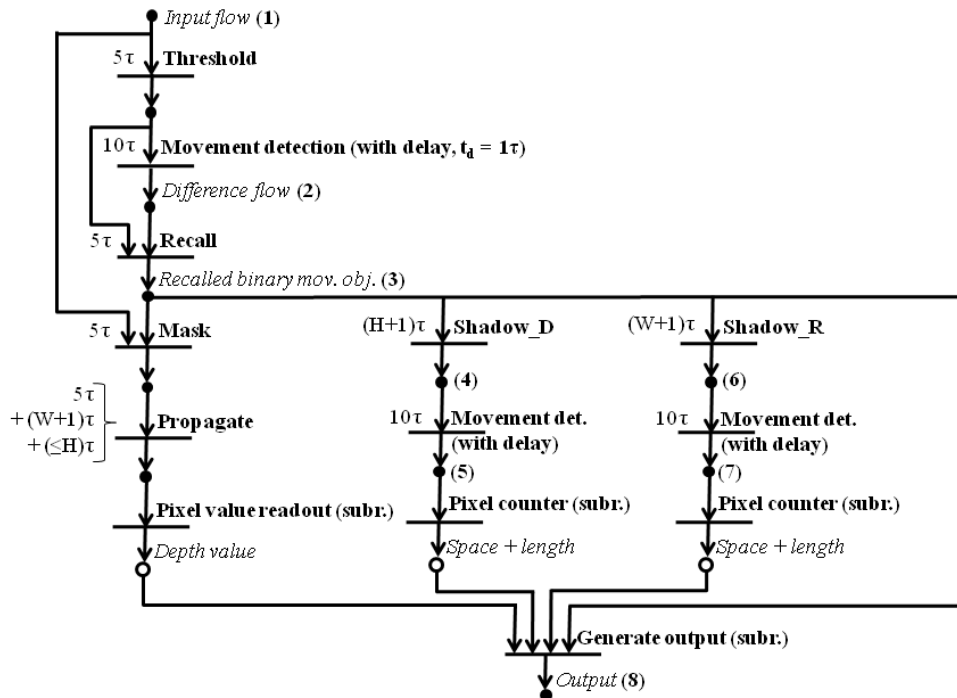 Input flow (1)
5τ Threshold
10τ Movement detection (with delay, t_d = 1τ)
Difference flow (2)
5τ Recall
Recalled binary mov. obj. (3)
5τ Mask
(H+1)τ Shadow_D
(W+1)τ Shadow_R
(4)
(6)
5τ
+ (W+1)τ
+ (≤H)τ
Propagate
10τ Movement det.
(with delay)
10τ Movement det.
(with delay)
(5)
(7)
Pixel value readout (subr.)
Pixel counter (subr.)
Pixel counter (subr.)
Depth value
Space + length
Space + length
Generate output (subr.)
Output (8)